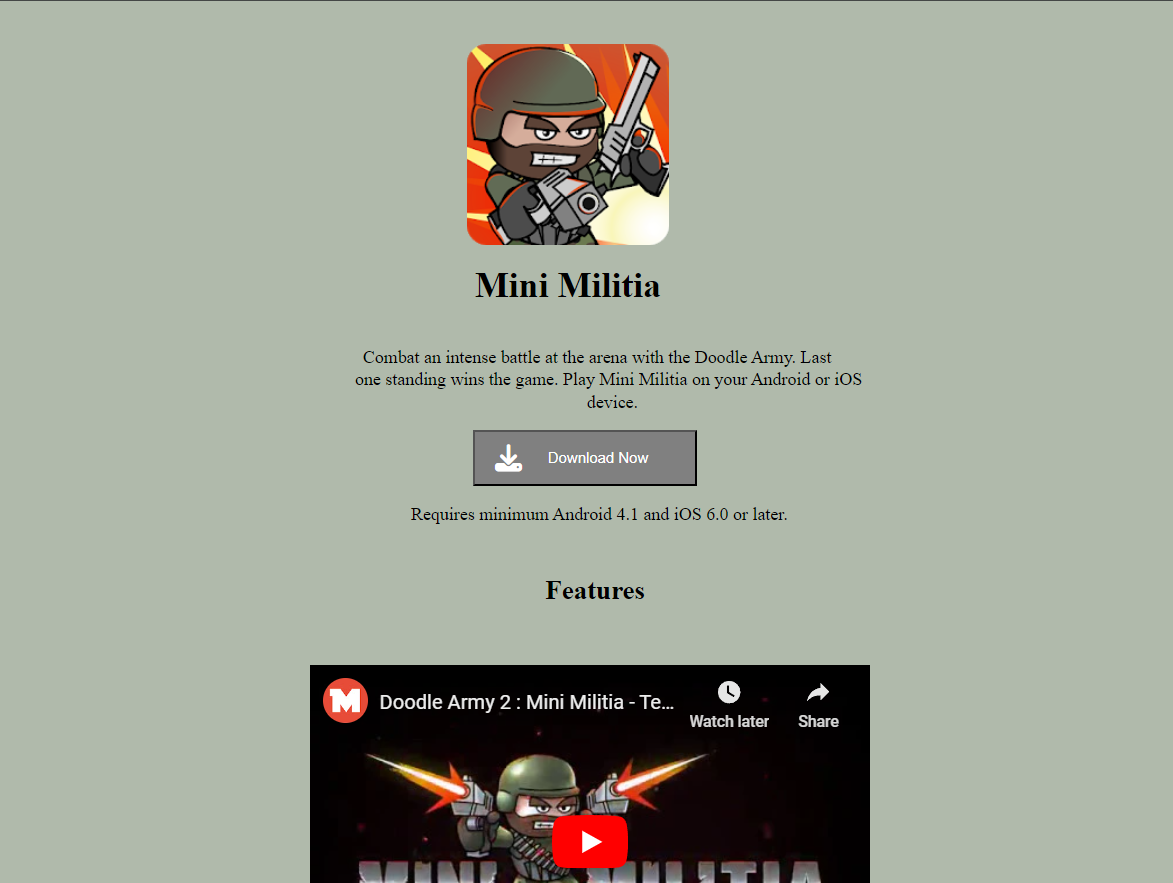 Mini Militia
Combat an intense battle at the arena with the Doodle Army. Last
one standing wins the game. Play Mini Militia on your Android or iOS
device.
Download Now
Requires minimum Android 4.1 and iOS 6.0 or later.
Features
M
Doodle Army 2 : Mini Militia - Te...
Watch later
Share
MINI MILITIA